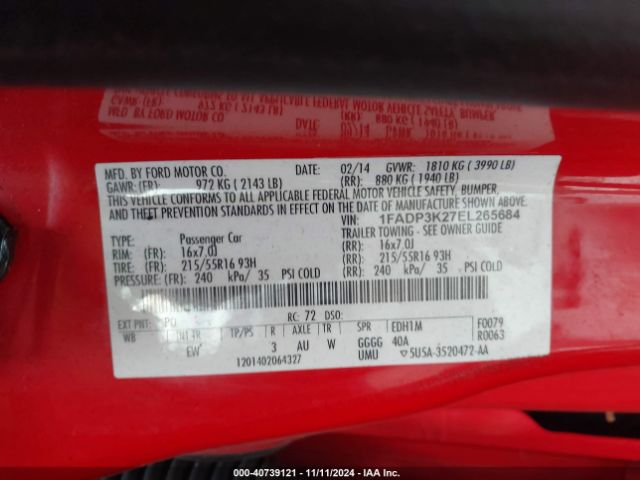 MFD. BY FORD MOTOR CO. DATE: 02/14 GVWR: 1810 KG ( 3990 LB)
GAWR: (FR): 972 KG ( 2143 LB) (RR): 880 KG ( 1940 LB)
THIS VEHICLE CONFORMS TO ALL APPLICABLE FEDERAL MOTOR VEHICLE SAFETY, BUMPER,
AND THEFT PREVENTION STANDARDS IN EFFECT ON THE DATE OF MANUFACTURE SHOWN ABOVE.
VIN: 1FADP3K27EL265684
TYPE: Passenger Car TRAILER TOWING - SEE OWNER GUIDE
RIM: (FR): 16x7.0J (RR): 16x7.0J
TIRE: (FR): 215/55R16 93H (RR): 215/55R16 93H
PRESSURE: (FR): 240 kPa/ 35 PSI COLD (RR): 240 kPa/ 35 PSI COLD
RC: 72 DSO:
EXT PNT: PQ
WB TP/PS R AXLE TR SPR EDH1M F0079
EW 3 AU W GGGG 40A R0063
UMU 5USA-3520472-AA
1201402064327
000-40739121 - 11/11/2024 - IAA Inc.